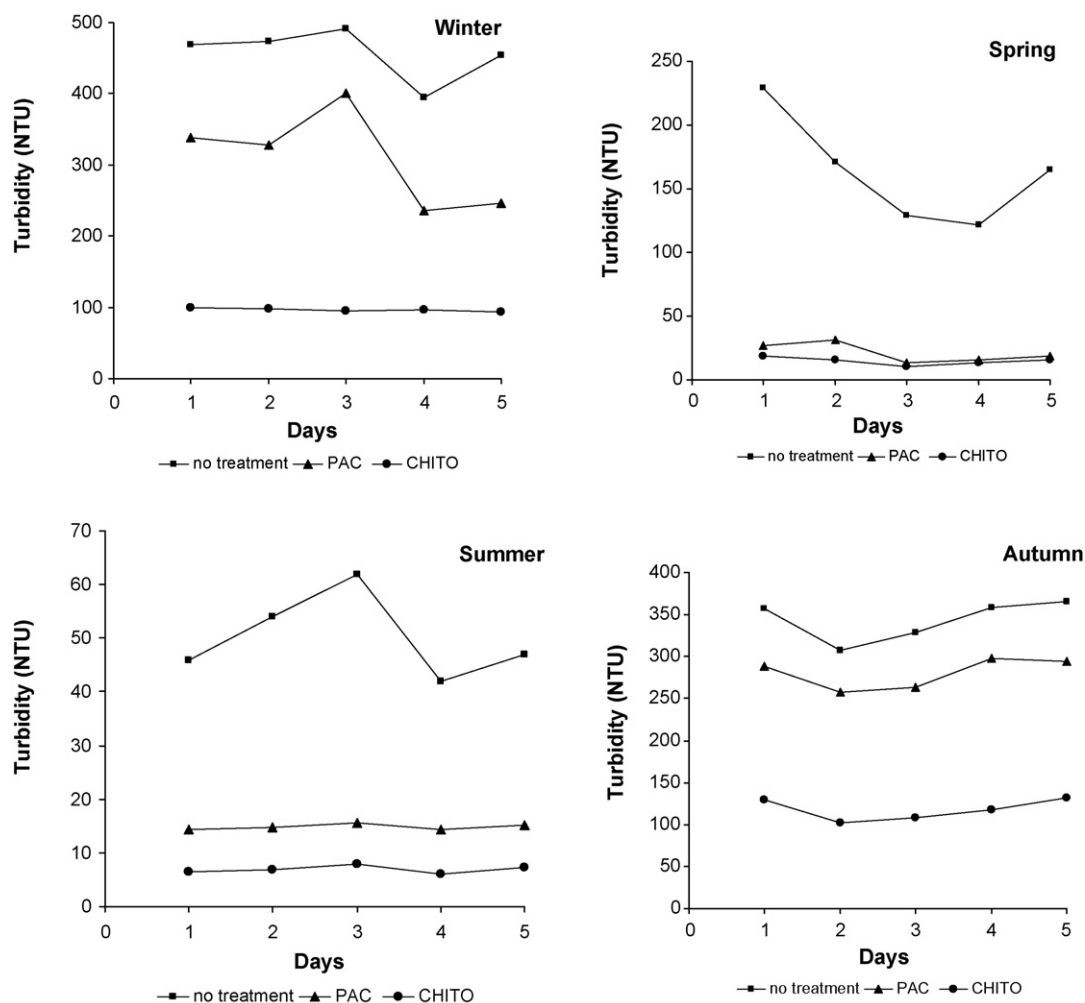 Winter
Turbidity (NTU)
500
400
300
200
100
0
0 1 2 3 4 5
Days
no treatment PAC CHITO
Spring
Turbidity (NTU)
250
200
150
100
50
0
0 1 2 3 4 5
Days
no treatment PAC CHITO
Summer
Turbidity (NTU)
70
60
50
40
30
20
10
0
0 1 2 3 4 5
Days
no treatment PAC CHITO
Autumn
Turbidity (NTU)
400
350
300
250
200
150
100
50
0
0 1 2 3 4 5
Days
no treatment PAC CHITO